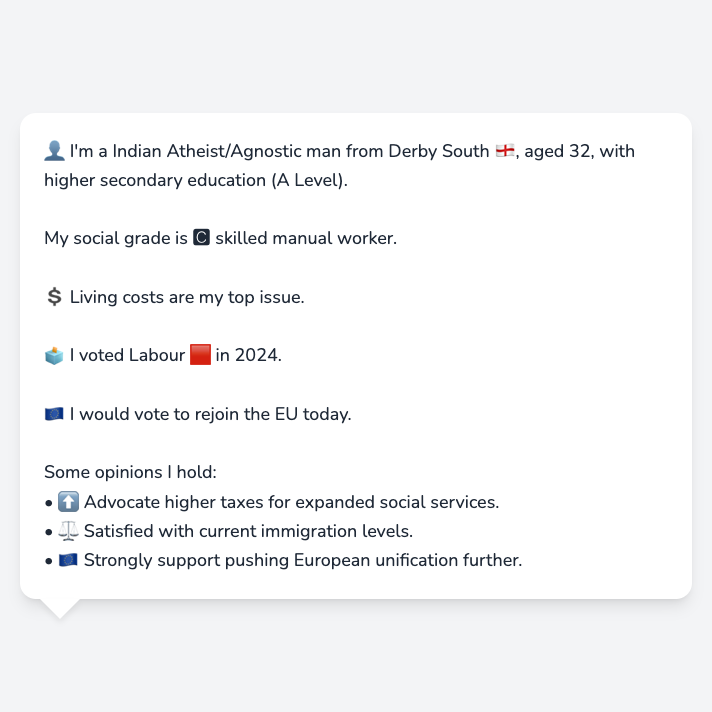 👤 I'm a Indian Atheist/Agnostic man from Derby South 🏴󠁧󠁢󠁥󠁮󠁧󠁿, aged 32, with
higher secondary education (A Level).
My social grade is 🅲 skilled manual worker.
💲 Living costs are my top issue.
🗳️ I voted Labour 🟥 in 2024.
🇪🇺 I would vote to rejoin the EU today.
Some opinions I hold:
• ⬆️ Advocate higher taxes for expanded social services.
• ⚖️ Satisfied with current immigration levels.
• 🇪🇺 Strongly support pushing European unification further.